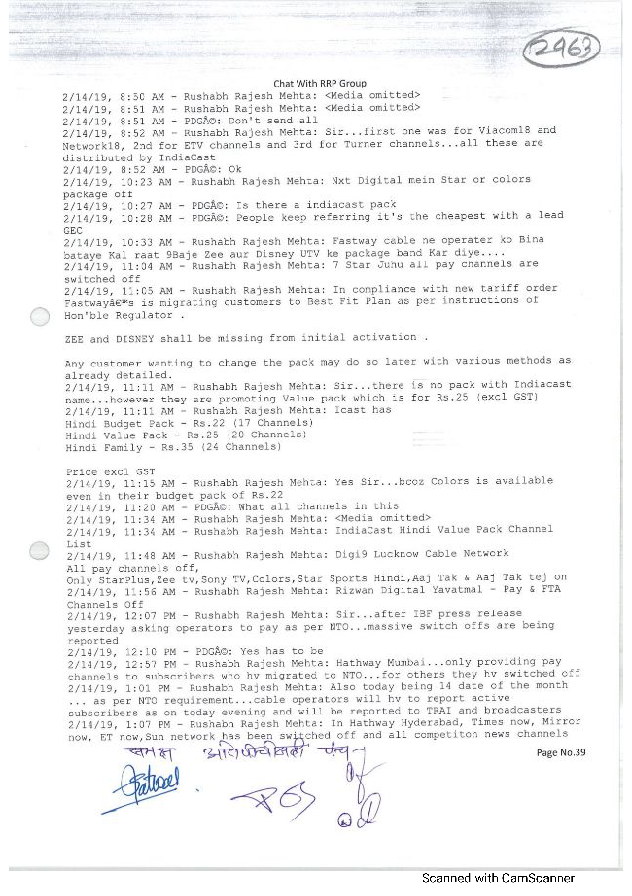 2963
Chat With RRP Group
2/14/19, 8:50 AM - Rushabh Rajesh Mehta: <Media omitted>
2/14/19, 8:51 AM - Rushabh Rajesh Mehta: <Media omitted>
2/14/19, 8:51 AM - PDGÂ©: Don't send all
2/14/19, 8:52 AM - Rushabh Rajesh Mehta: Sir...first one was for Viacom18 and
Network18, 2nd for ETV channels and 3rd for Turner channels...all these are
distributed by IndiaCast
2/14/19, 8:52 AM - PDGÂ©: Ok
2/14/19, 10:23 AM - Rushabh Rajesh Mehta: Nxt Digital mein Star or colors
package off
2/14/19, 10:27 AM - PDGÂ©: Is there a indiacast pack
2/14/19, 10:28 AM - PDGÂ©: People keep referring it's the cheapest with a lead
GEC
2/14/19, 10:33 AM - Rushabh Rajesh Mehta: Fastway cable ne operater ko Bina
bataye Kal raat 9Baje Zee aur Disney UTV ke package band Kar diye....
2/14/19, 11:04 AM - Rushabh Rajesh Mehta: 7 Star Juhu all pay channels are
switched off
2/14/19, 11:05 AM - Rushabh Rajesh Mehta: In compliance with new tariff order
Fastwayâ€™s is migrating customers to Best Fit Plan as per instructions of
Hon'ble Regulator .
ZEE and DISNEY shall be missing from initial activation .
Any customer wanting to change the pack may do so later with various methods as
already detailed.
2/14/19, 11:11 AM - Rushabh Rajesh Mehta: Sir...there is no pack with Indiacast
name...however they are promoting Value pack which is for Rs.25 (excl GST)
2/14/19, 11:11 AM - Rushabh Rajesh Mehta: Icast has
Hindi Budget Pack - Rs.22 (17 Channels)
Hindi Value Pack - Rs.25 (20 Channels)
Hindi Family - Rs.35 (24 Channels)
Price excl GST
2/14/19, 11:15 AM - Rushabh Rajesh Mehta: Yes Sir...bcoz Colors is available
even in their budget pack of Rs.22
2/14/19, 11:20 AM - PDGÂ©: What all channels in this
2/14/19, 11:34 AM - Rushabh Rajesh Mehta: <Media omitted>
2/14/19, 11:34 AM - Rushabh Rajesh Mehta: IndiaCast Hindi Value Pack Channel
List
2/14/19, 11:48 AM - Rushabh Rajesh Mehta: Digi9 Lucknow Cable Network
All pay channels off,
Only StarPlus,Zee tv,Sony TV,Colors,Star Sports Hindi,Aaj Tak & Aaj Tak tej on
2/14/19, 11:56 AM - Rushabh Rajesh Mehta: Rizwan Digital Yavatmal - Pay & FTA
Channels Off
2/14/19, 12:07 PM - Rushabh Rajesh Mehta: Sir...after IBF press release
yesterday asking operators to pay as per NTO...massive switch offs are being
reported
2/14/19, 12:10 PM - PDGÂ©: Yes has to be
2/14/19, 12:57 PM - Rushabh Rajesh Mehta: Hathway Mumbai...only providing pay
channels to subscribers who hv migrated to NTO...for others they hv switched off
2/14/19, 1:01 PM - Rushabh Rajesh Mehta: Also today being 14 date of the month
... as per NTO requirement...cable operators will hv to report active
subscribers as on today evening and will be reported to TRAI and broadcasters
2/14/19, 1:07 PM - Rushabh Rajesh Mehta: In Hathway Hyderabad, Times now, Mirror
now, ET now,Sun network has been switched off and all competiton news channels
समक्ष
Page No.39
Scanned with CamScanner